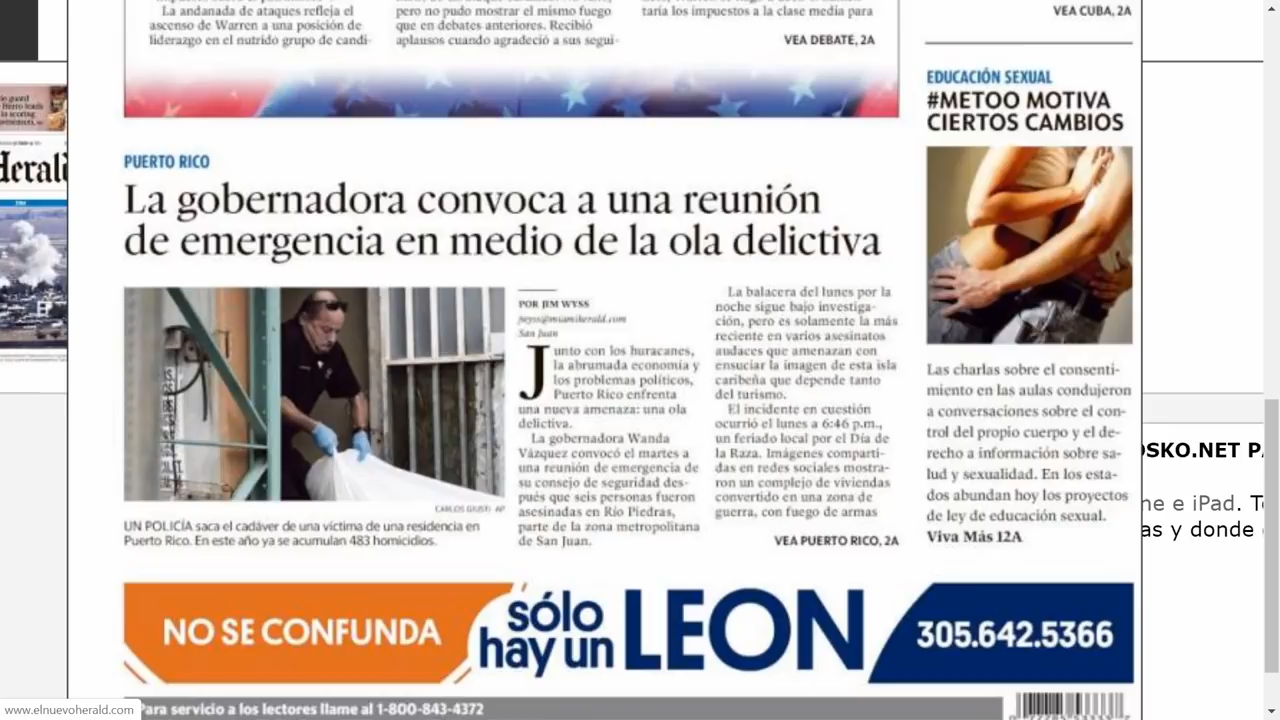 La andanada de ataques refleja el
ascenso de Warren a una posición de
liderazgo en el nutrido grupo de candi-
pero no pudo mostrar el mismo fuego
que en debates anteriores. Recibió
aplausos cuando agradeció a sus segui-
taría los impuestos a la clase media para
VEA DEBATE, 2A
VEA CUBA, 2A
EDUCACIÓN SEXUAL
#METOO MOTIVA
CIERTOS CAMBIOS
Las charlas sobre el consenti-
miento en las aulas condujeron
a conversaciones sobre el con-
trol del propio cuerpo y el de-
recho a información sobre sa-
lud y sexualidad. En los esta-
dos abundan hoy los proyectos
de ley de educación sexual.
Viva Más 12A
PUERTO RICO
La gobernadora convoca a una reunión
de emergencia en medio de la ola delictiva
CARLOS GIUSTI AP
UN POLICÍA saca el cadáver de una víctima de una residencia en
Puerto Rico. En este año ya se acumulan 483 homicidios.
POR JIM WYSS
jwyss@miamiherald.com
San Juan
Junto con los huracanes,
la abrumada economía y
los problemas políticos,
Puerto Rico enfrenta
una nueva amenaza: una ola
delictiva.
La gobernadora Wanda
Vázquez convocó el martes a
una reunión de emergencia de
su consejo de seguridad des-
pués que seis personas fueron
asesinadas en Río Piedras,
parte de la zona metropolitana
de San Juan.
La balacera del lunes por la
noche sigue bajo investiga-
ción, pero es solamente la más
reciente en varios asesinatos
audaces que amenazan con
ensuciar la imagen de esta isla
caribeña que depende tanto
del turismo.
El incidente en cuestión
ocurrió el lunes a 6:46 p.m.,
un feriado local por el Día de
la Raza. Imágenes comparti-
das en redes sociales mostra-
ron un complejo de viviendas
convertido en una zona de
guerra, con fuego de armas
VEA PUERTO RICO, 2A
NO SE CONFUNDA
sólo
hay un
LEON
305.642.5366
Para servicio a los lectores llame al 1-800-843-4372
Herald
OSKO.NET P
ne e iPad. T
as y donde
www.elnuevoherald.com